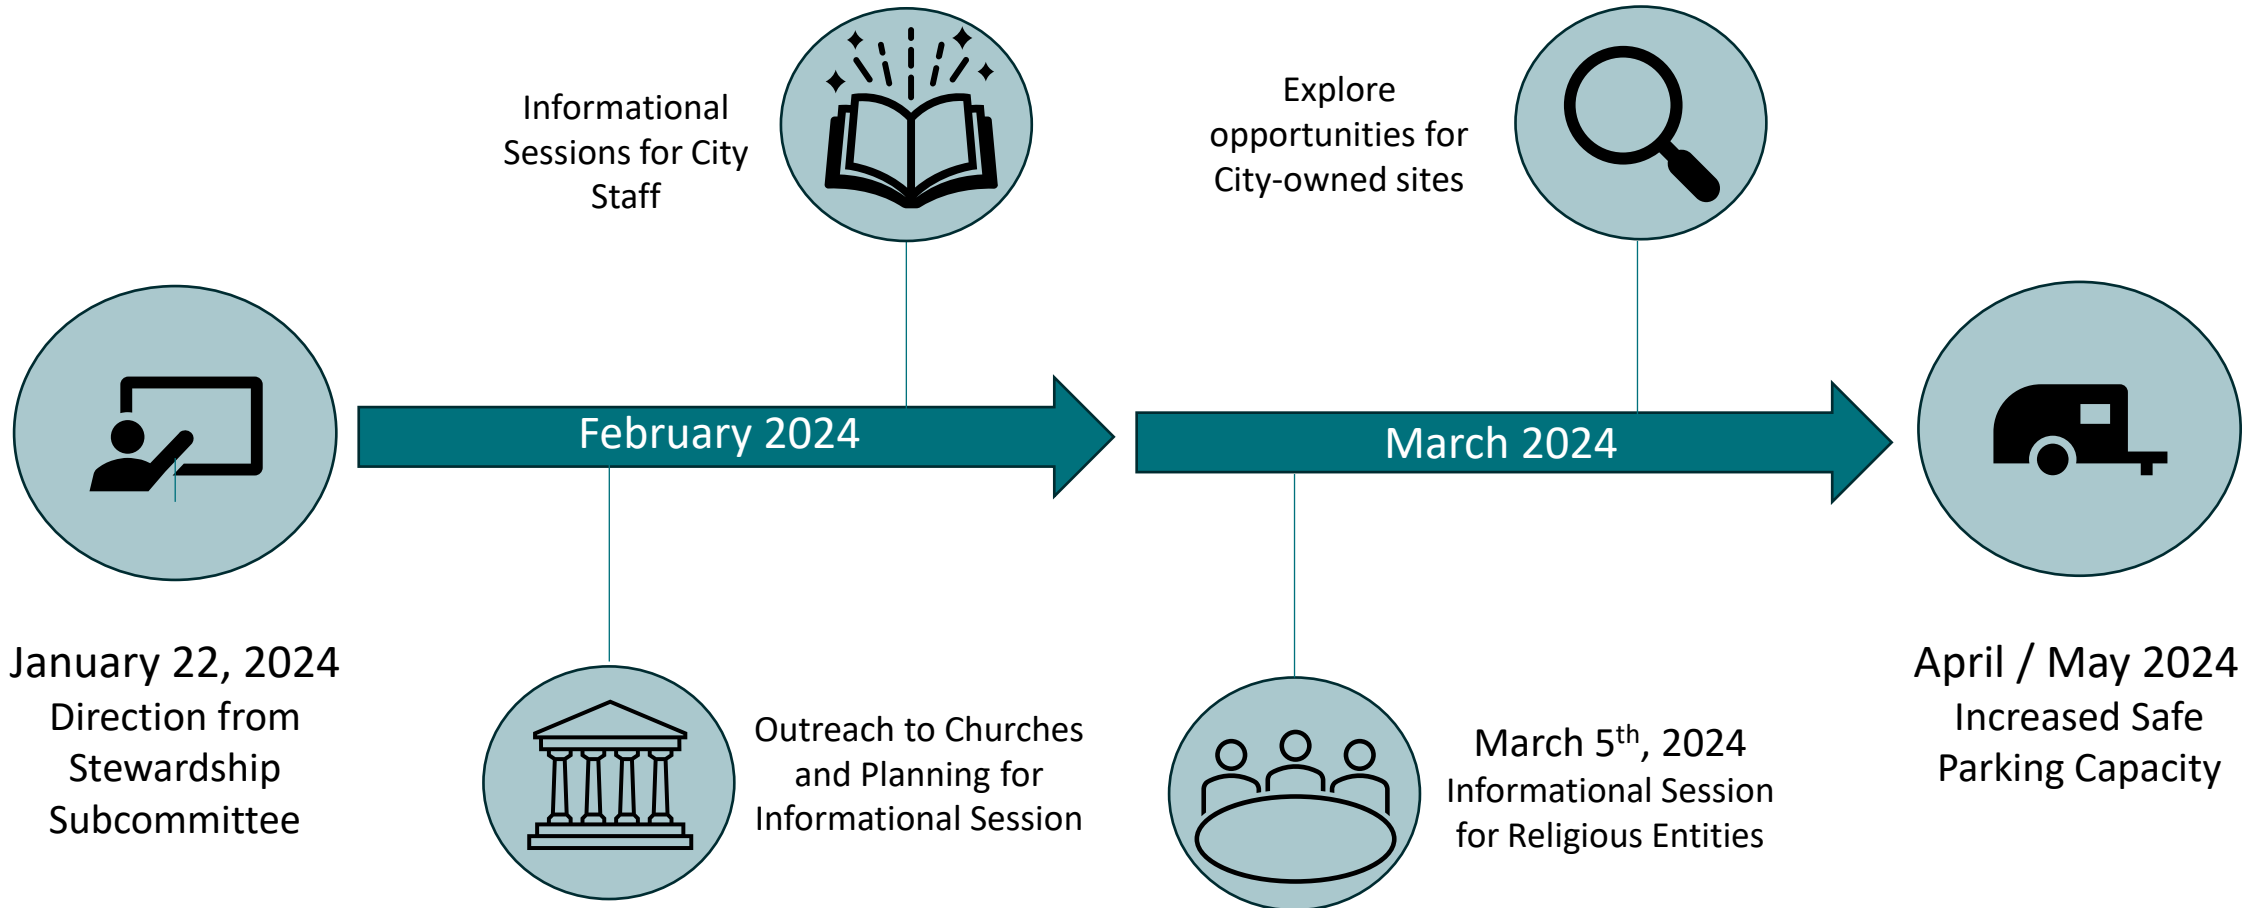 January 22, 2024
Direction from
Stewardship
Subcommittee
Informational
Sessions for City
Staff
February 2024
Outreach to Churches
and Planning for
Informational Session
Explore
opportunities for
City-owned sites
March 2024
March 5th, 2024
Informational Session
for Religious Entities
April / May 2024
Increased Safe
Parking Capacity